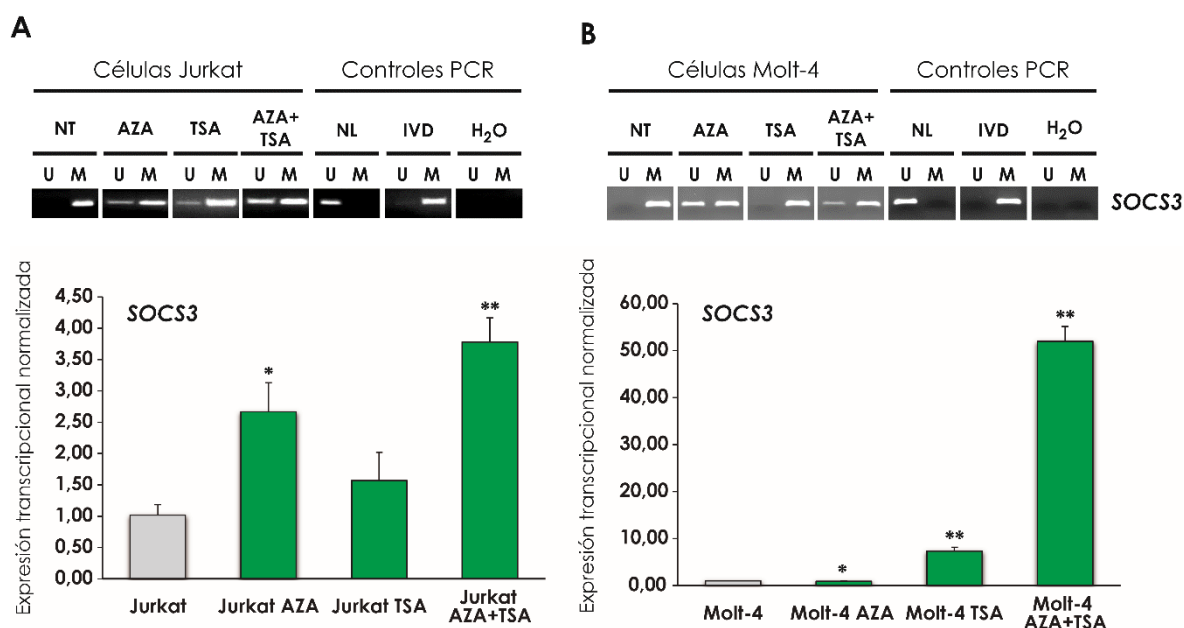 A
Células Jurkat Controles PCR
NT AZA TSA AZA+ TSA NL IVD H₂O
U M U M U M U M U M U M U M
Expresión transcripcional normalizada
4,50
4,00
3,50
3,00
2,50
2,00
1,50
1,00
0,50
0,00
SOCS3
*
**
Jurkat Jurkat AZA Jurkat TSA Jurkat AZA+TSA
B
Células Molt-4 Controles PCR
NT AZA TSA AZA+ TSA NL IVD H₂O
U M U M U M U M U M U M U M
SOCS3
Expresión transcripcional normalizada
60,00
50,00
40,00
30,00
20,00
10,00
0,00
SOCS3
*
**
**
Molt-4 Molt-4 AZA Molt-4 TSA Molt-4 AZA+TSA